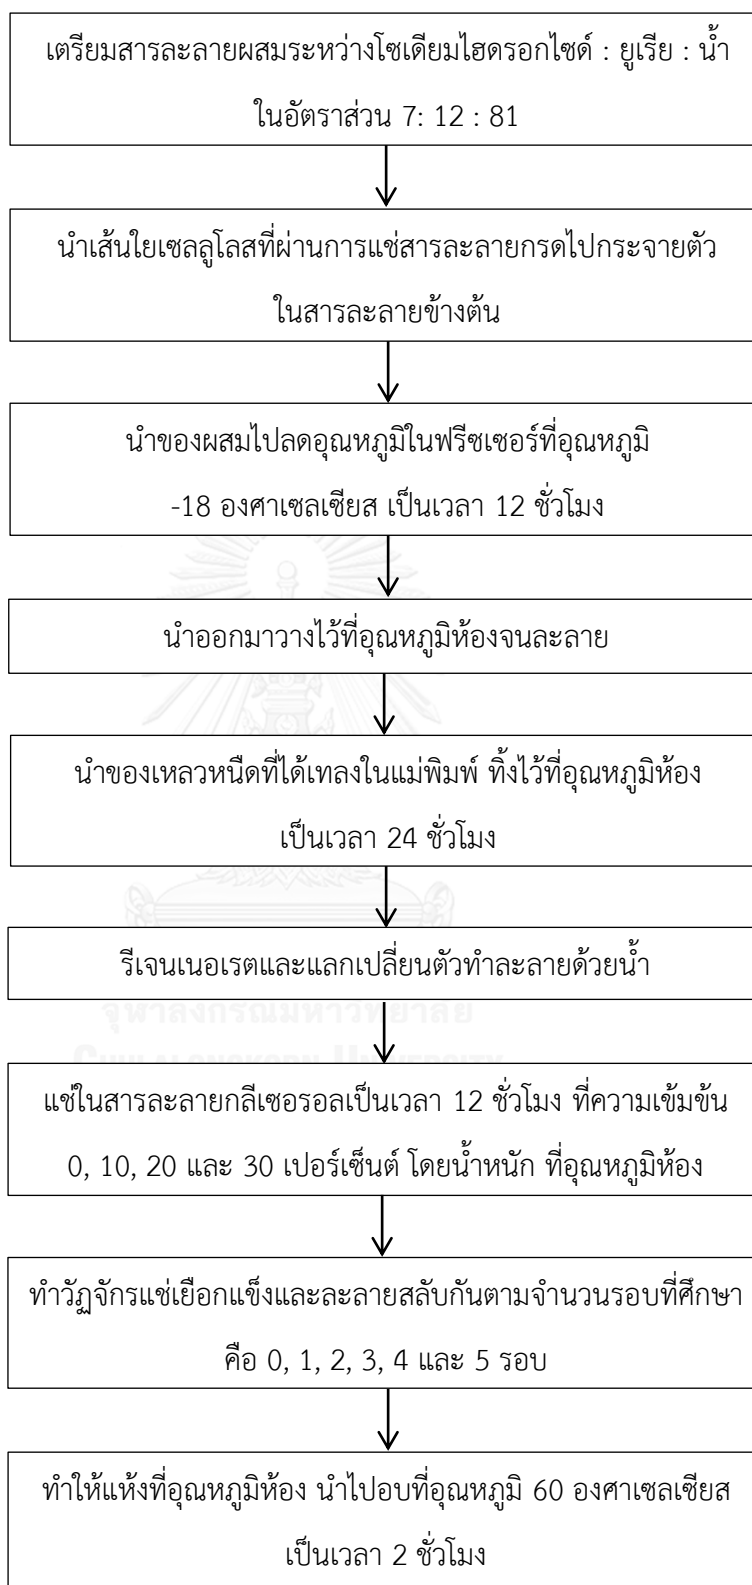 เตรียมสารละลายผสมระหว่างโซเดียมไฮดรอกไซด์ : ยูเรีย : น้ำ
ในอัตราส่วน 7: 12 : 81
นำเส้นใยเซลลูโลสที่ผ่านการแช่สารละลายกรดไปกระจายตัว
ในสารละลายข้างต้น
นำของผสมไปลดอุณหภูมิในฟรีซเซอร์ที่อุณหภูมิ
-18 องศาเซลเซียส เป็นเวลา 12 ชั่วโมง
นำออกมาวางไว้ที่อุณหภูมิห้องจนละลาย
นำของเหลวหนืดที่ได้เทลงในแม่พิมพ์ ทิ้งไว้ที่อุณหภูมิห้อง
เป็นเวลา 24 ชั่วโมง
รีเจนเนอเรตและแลกเปลี่ยนตัวทำละลายด้วยน้ำ
จุฬาลงกรณ์มหาวิทยาลัย
CHULALONGKORN UNIVERSITY
แช่ในสารละลายกลีเซอรอลเป็นเวลา 12 ชั่วโมง ที่ความเข้มข้น
0, 10, 20 และ 30 เปอร์เซ็นต์ โดยน้ำหนัก ที่อุณหภูมิห้อง
ทำวัฏจักรแช่เยือกแข็งและละลายสลับกันตามจำนวนรอบที่ศึกษา
คือ 0, 1, 2, 3, 4 และ 5 รอบ
ทำให้แห้งที่อุณหภูมิห้อง นำไปอบที่อุณหภูมิ 60 องศาเซลเซียส
เป็นเวลา 2 ชั่วโมง